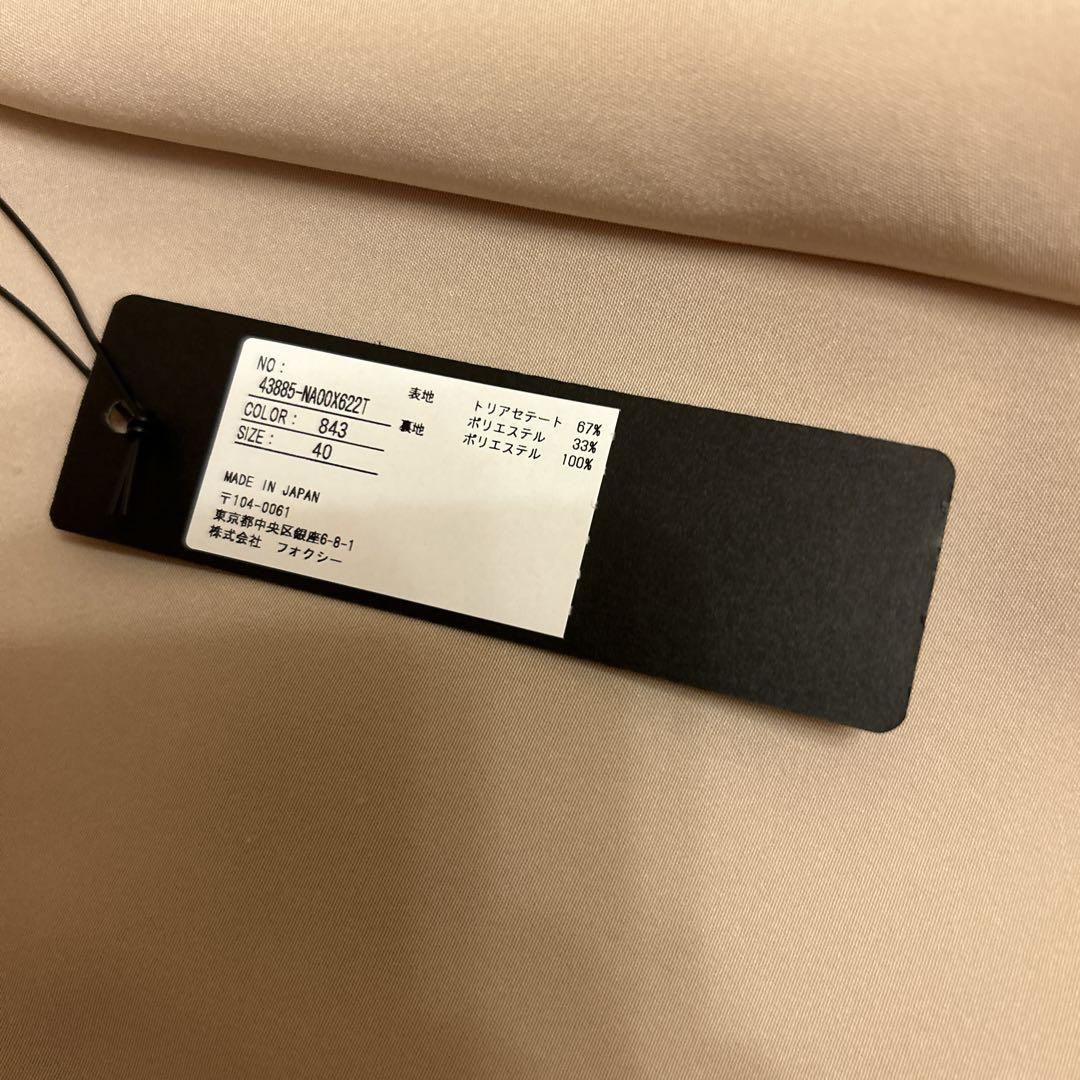 NO:
43885-NA00X622T
COLOR: 843
SIZE: 40
表地 トリアセテート 67%
ポリエステル 33%
裏地 ポリエステル 100%
MADE IN JAPAN
〒104-0061
東京都中央区銀座6-8-1
株式会社 フォクシー